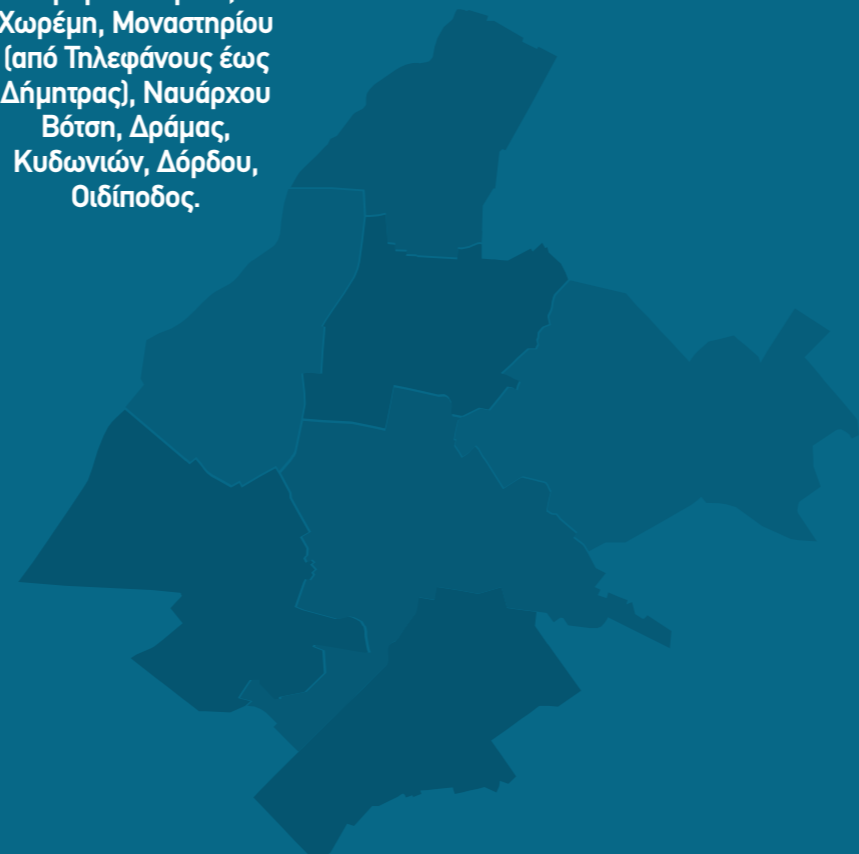 Χωρέμη, Μοναστηρίου
(από Τηλεφάνους έως
Δήμητρας), Ναυάρχου
Βότση, Δράμας,
Κυδωνιών, Δόρδου,
Οιδίποδος.